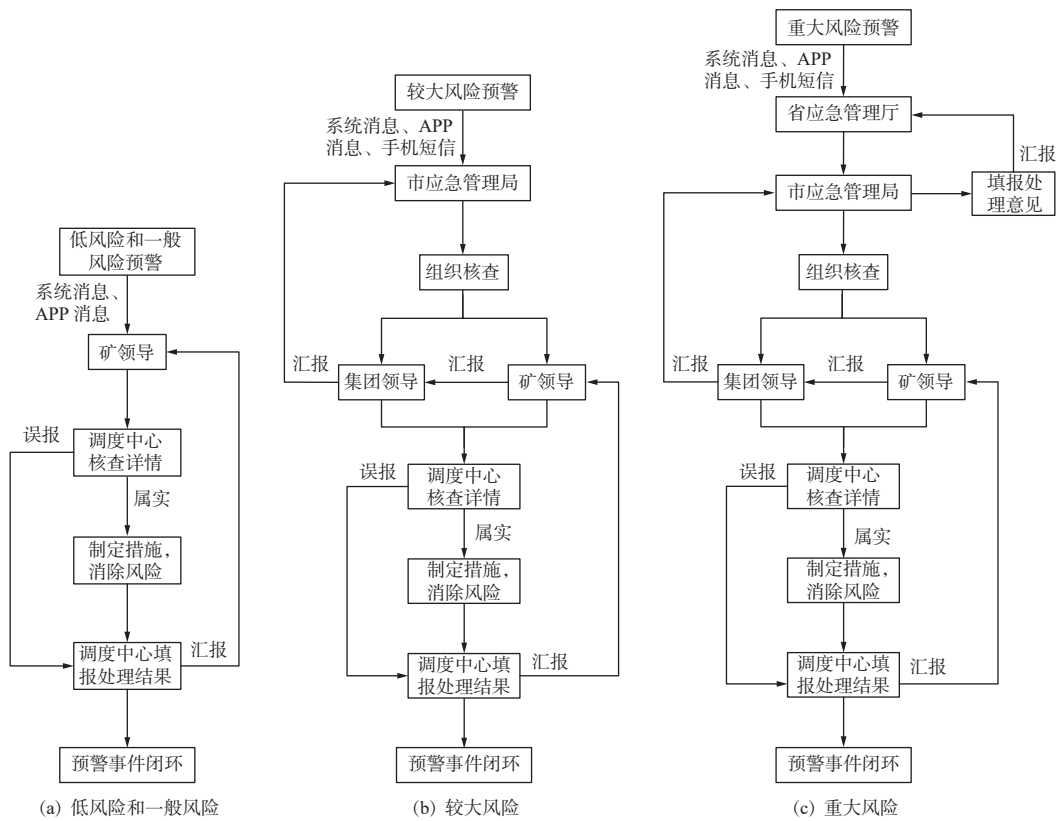 低风险和一般
风险预警
系统消息、
APP 消息
矿领导
误报
调度中心
核查详情
属实
制定措施，
消除风险
调度中心填
报处理结果
汇报
预警事件闭环
(a) 低风险和一般风险
较大风险预警
系统消息、APP
消息、手机短信
市应急管理局
组织核查
汇报
集团领导
汇报
矿领导
误报
调度中心
核查详情
属实
制定措施，
消除风险
调度中心填
报处理结果
汇报
预警事件闭环
(b) 较大风险
重大风险预警
系统消息、APP
消息、手机短信
省应急管理厅
汇报
市应急管理局
填报处
理意见
组织核查
汇报
集团领导
汇报
矿领导
误报
调度中心
核查详情
属实
制定措施，
消除风险
调度中心填
报处理结果
汇报
预警事件闭环
(c) 重大风险